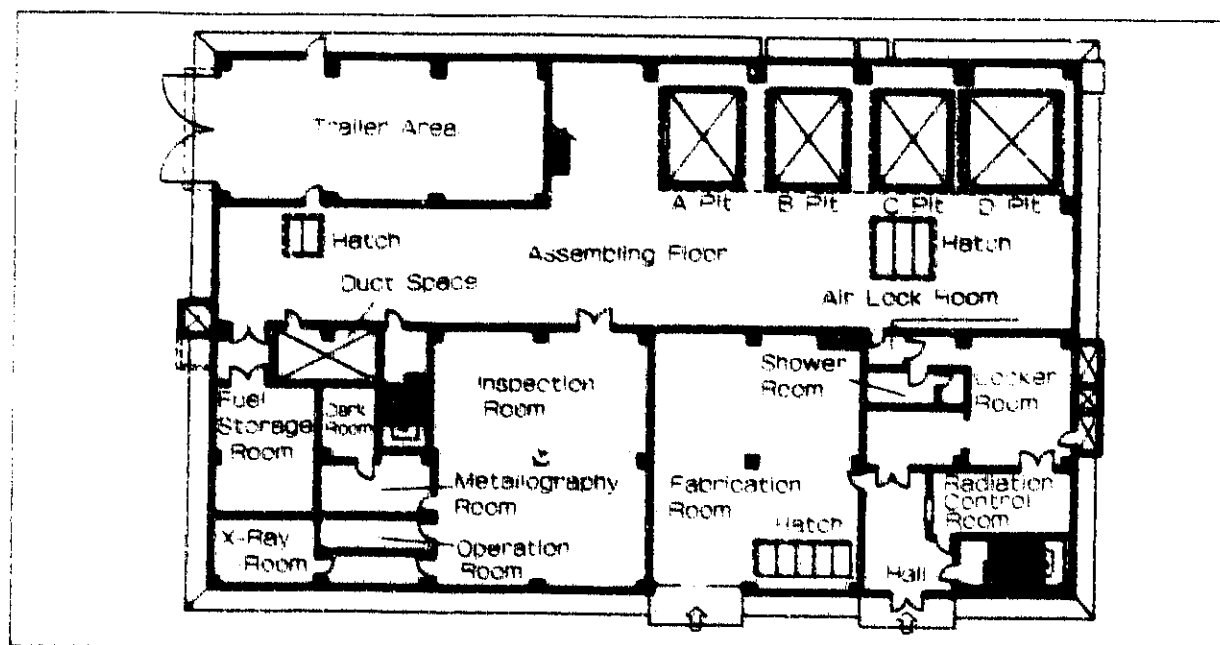 Trailer Area
A Pit
B Pit
C Pit
D Pit
Hatch
Assembling Floor
Hatch
Duct Space
Air Lock Room
Shower
Room
Locker
Room
Inspection
Room
Fuel
Storage
Room
Dark
Room
Metallography
Room
Fabrication
Room
Radiation
Control
Room
X-Ray
Room
Operation
Room
Hatch
Hall